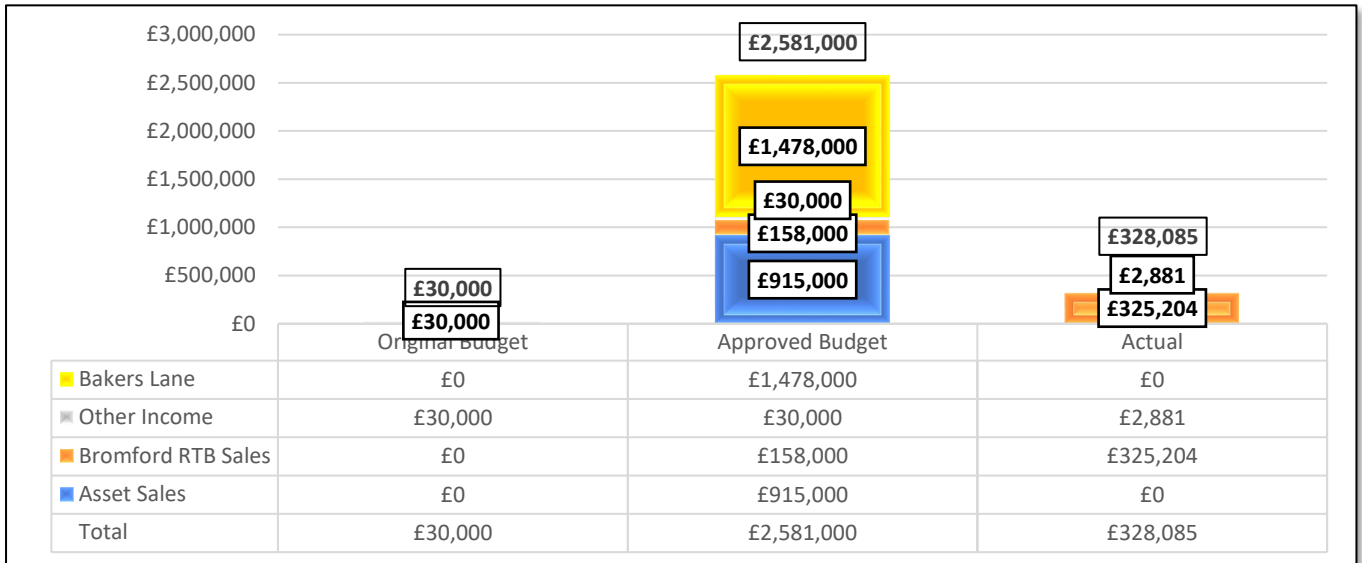 £3,000,000
£2,581,000
£2,500,000
£2,000,000
£1,478,000
£1,500,000
£30,000
£1,000,000
£158,000
£328,085
£500,000
£915,000
£2,881
£30,000
£325,204
£30,000
£0
Original Budget Approved Budget Actual
Bakers Lane £0 £1,478,000 £0
Other Income £30,000 £30,000 £2,881
Bromford RTB Sales £0 £158,000 £325,204
Asset Sales £0 £915,000 £0
Total £30,000 £2,581,000 £328,085